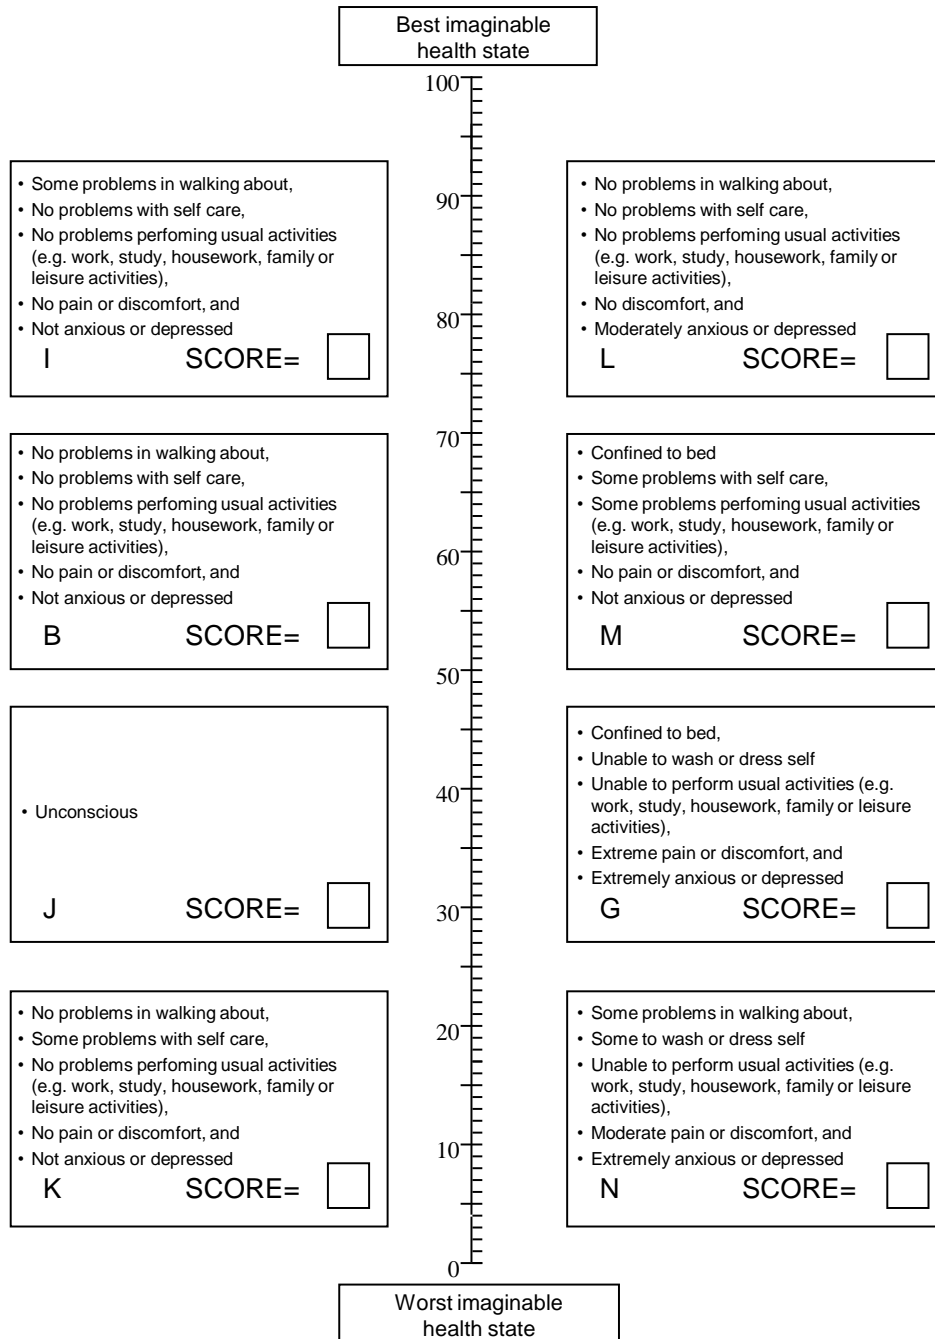 Best imaginable
health state
100
90
80
70
60
50
40
30
20
10
0
• Some problems in walking about,
• No problems with self care,
• No problems perfoming usual activities
(e.g. work, study, housework, family or
leisure activities),
• No pain or discomfort, and
• Not anxious or depressed
I SCORE=
• No problems in walking about,
• No problems with self care,
• No problems perfoming usual activities
(e.g. work, study, housework, family or
leisure activities),
• No discomfort, and
• Moderately anxious or depressed
L SCORE=
• No problems in walking about,
• No problems with self care,
• No problems perfoming usual activities
(e.g. work, study, housework, family or
leisure activities),
• No pain or discomfort, and
• Not anxious or depressed
B SCORE=
• Confined to bed
• Some problems with self care,
• Some problems perfoming usual activities
(e.g. work, study, housework, family or
leisure activities),
• No pain or discomfort, and
• Not anxious or depressed
M SCORE=
• Unconscious
J SCORE=
• Confined to bed,
• Unable to wash or dress self
• Unable to perform usual activities (e.g.
work, study, housework, family or leisure
activities),
• Extreme pain or discomfort, and
• Extremely anxious or depressed
G SCORE=
• No problems in walking about,
• Some problems with self care,
• No problems perfoming usual activities
(e.g. work, study, housework, family or
leisure activities),
• No pain or discomfort, and
• Not anxious or depressed
K SCORE=
• Some problems in walking about,
• Some to wash or dress self
• Unable to perform usual activities (e.g.
work, study, housework, family or leisure
activities),
• Moderate pain or discomfort, and
• Extremely anxious or depressed
N SCORE=
Worst imaginable
health state